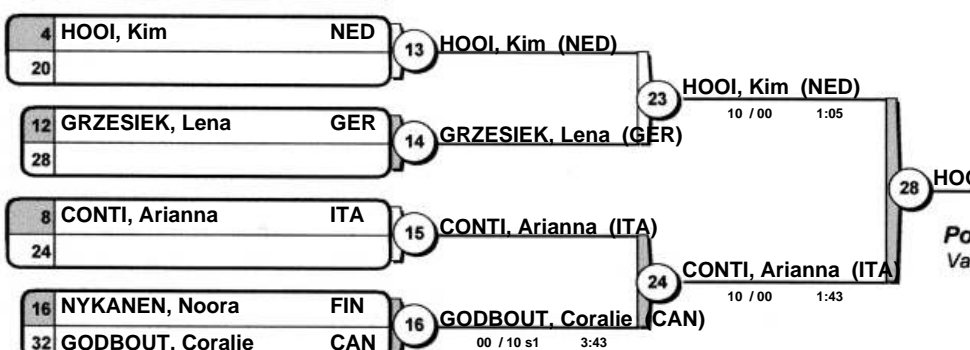 4 HOOI, Kim NED
20
13 HOOI, Kim (NED)
23 HOOI, Kim (NED)
10 / 00 1:05
12 GRZESIEK, Lena GER
28
14 GRZESIEK, Lena (GER)
28
8 CONTI, Arianna ITA
24
15 CONTI, Arianna (ITA)
24 CONTI, Arianna (ITA)
10 / 00 1:43
16 NYKANEN, Noora FIN
32 GODBOUT, Coralie CAN
16 GODBOUT, Coralie (CAN)
00 / 10 s1 3:43